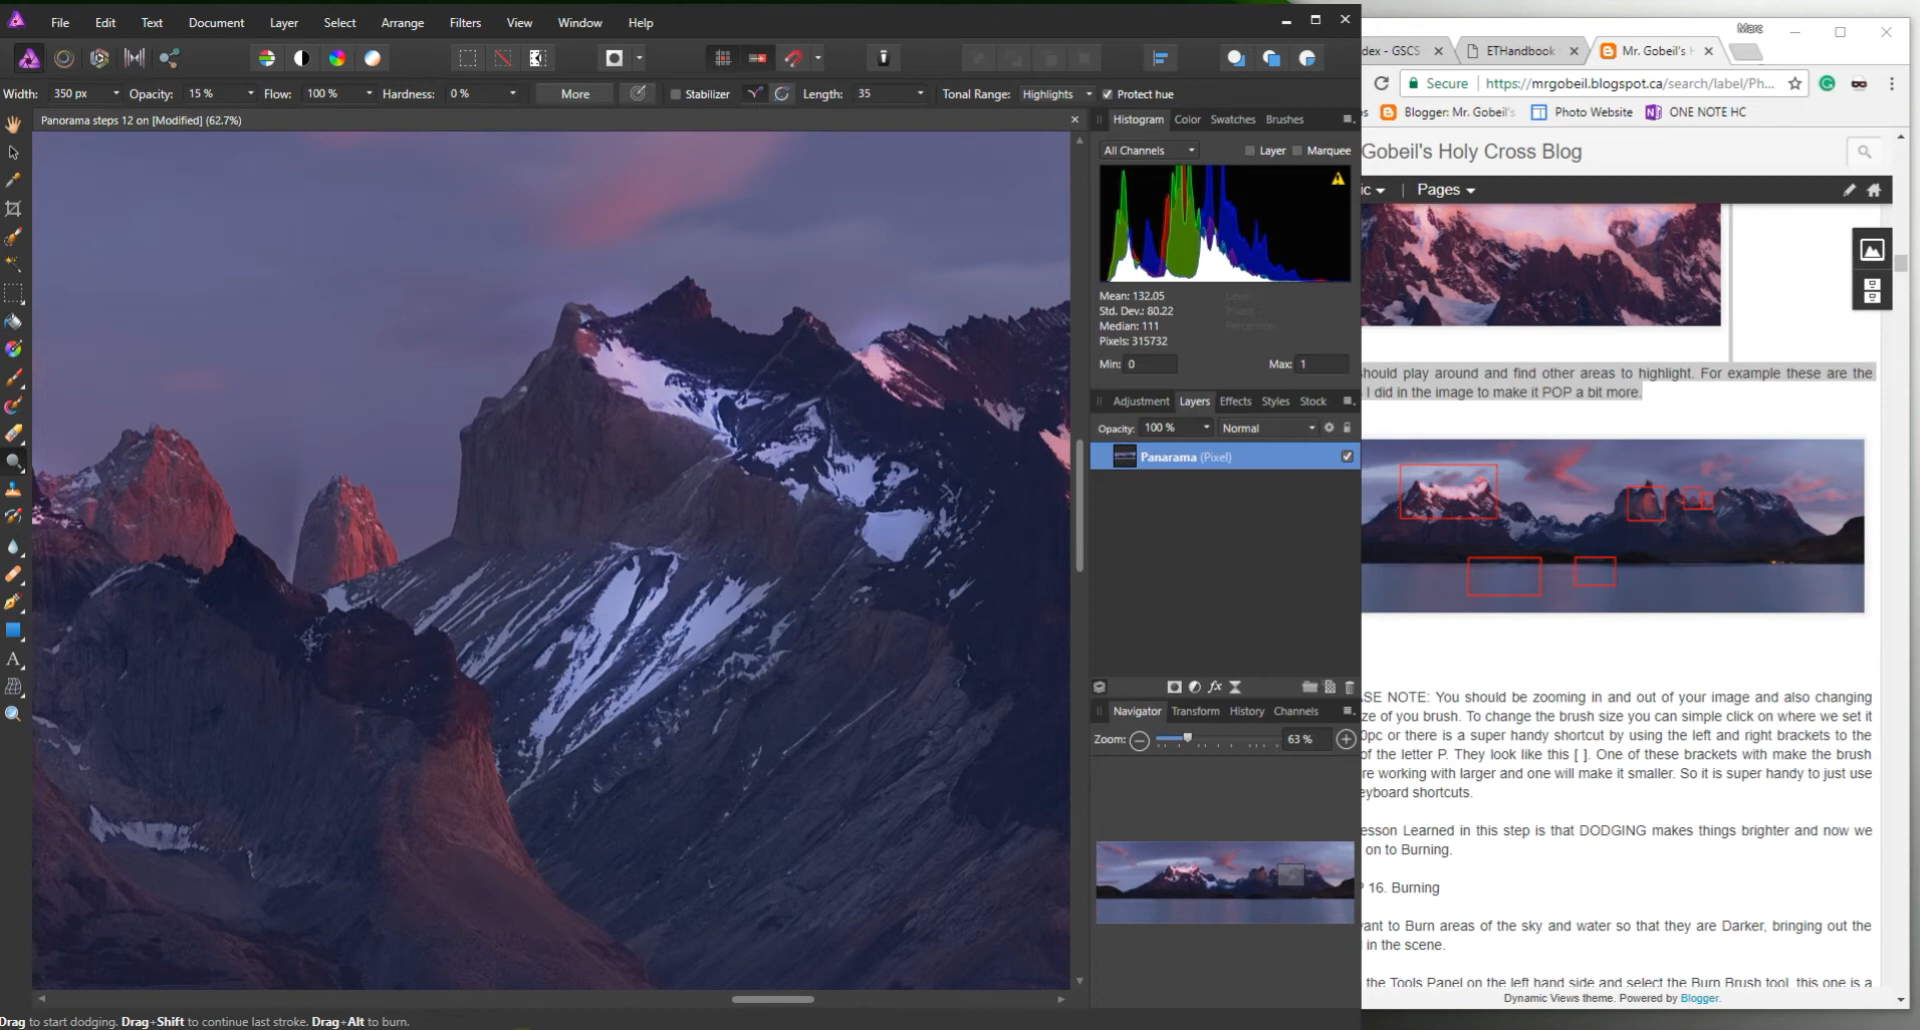 File Edit Text Document Layer Select Arrange Filters View Window Help
Width: 350 px Opacity: 15 % Flow: 100 % Hardness: 0 % More Stabilizer Length: 35 Tonal Range: Highlights Protect hue
Panorama steps 12 on [Modified] (62.7%)
Histogram Color Swatches Brushes
All Channels Layer Marquee
Mean: 132.05
Std. Dev.: 80.22
Median: 111
Pixels: 315732
Min: 0 Max: 1
Adjustment Layers Effects Styles Stock
Opacity: 100 % Normal
Panarama (Pixel)
fx
Navigator Transform History Channels
Zoom: 63 %
Drag to start dodging. Drag+Shift to continue last stroke. Drag+Alt to burn.
Marc
dex - GSCS ETHandbook Mr. Gobeil's H
Secure https://mrgobeil.blogspot.ca/search/label/Ph...
s Blogger: Mr. Gobeil's Photo Website ONE NOTE HC
Gobeil's Holy Cross Blog
ic Pages
should play around and find other areas to highlight. For example these are the
I did in the image to make it POP a bit more.
SE NOTE: You should be zooming in and out of your image and also changing
ze of you brush. To change the brush size you can simple click on where we set it
0pc or there is a super handy shortcut by using the left and right brackets to the
of the letter P. They look like this [ ]. One of these brackets with make the brush
re working with larger and one will make it smaller. So it is super handy to just use
eyboard shortcuts.
esson Learned in this step is that DODGING makes things brighter and now we
on to Burning.
P 16. Burning
ant to Burn areas of the sky and water so that they are Darker, bringing out the
in the scene.
the Tools Panel on the left hand side and select the Burn Brush tool, this one is a
Dynamic Views theme. Powered by Blogger.